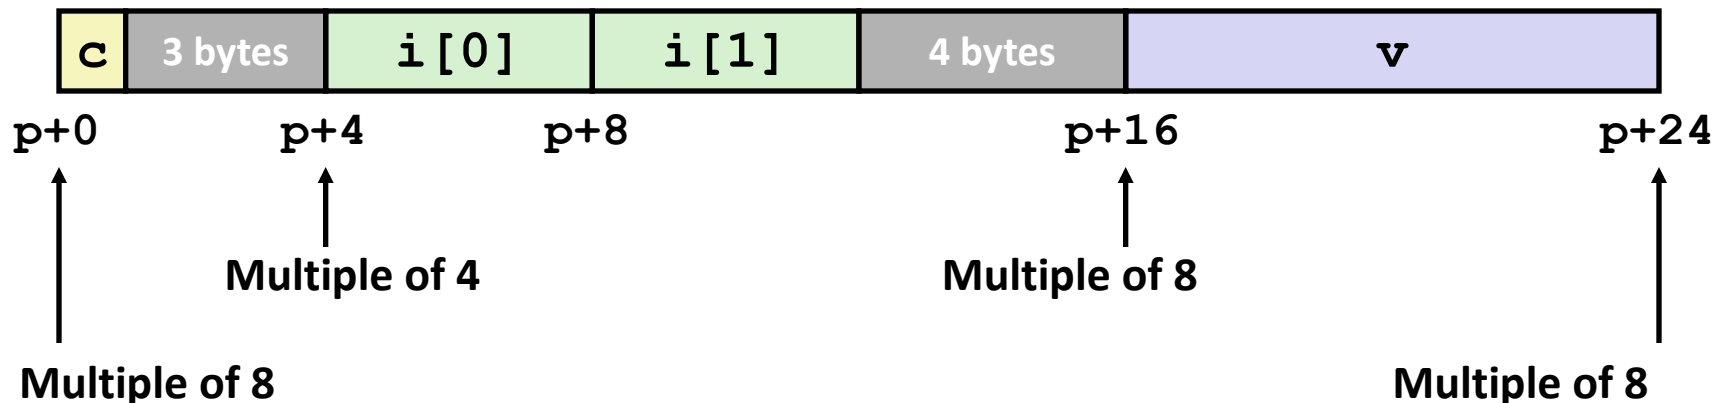 c 3 bytes i[0] i[1] 4 bytes v
p+0 p+4 p+8 p+16 p+24
Multiple of 4 Multiple of 8
Multiple of 8 Multiple of 8